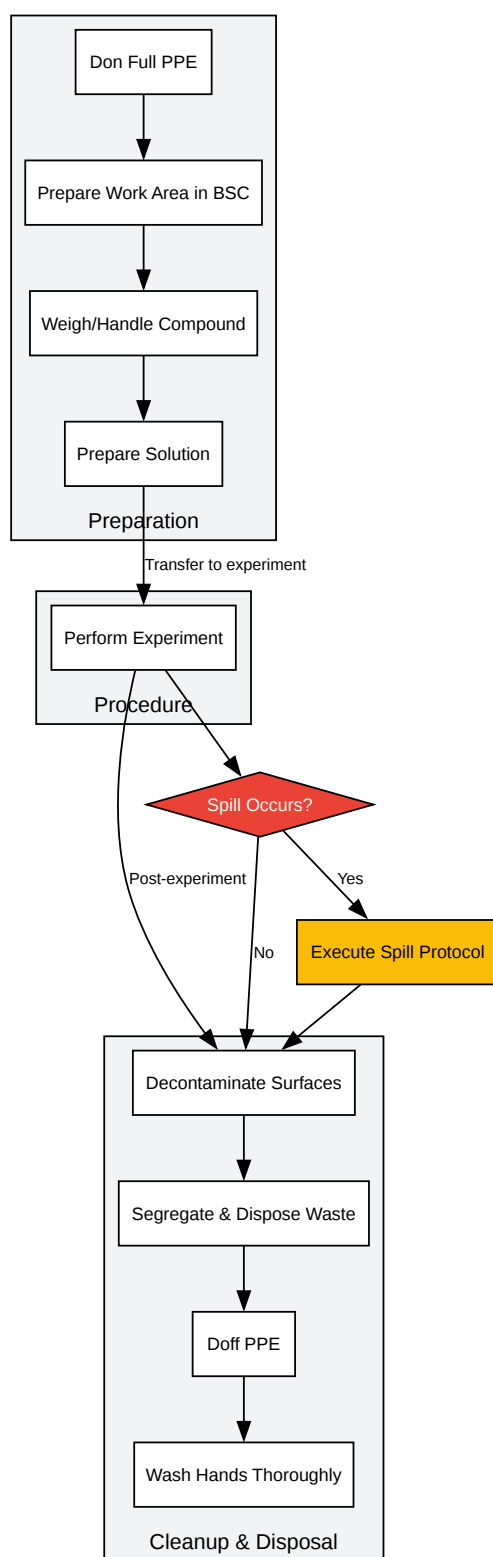 Don Full PPE
Prepare Work Area in BSC
Weigh/Handle Compound
Prepare Solution
Preparation
Transfer to experiment
Perform Experiment
Procedure
Spill Occurs?
Post-experiment
Yes
No
Execute Spill Protocol
Decontaminate Surfaces
Segregate & Dispose Waste
Doff PPE
Wash Hands Thoroughly
Cleanup & Disposal